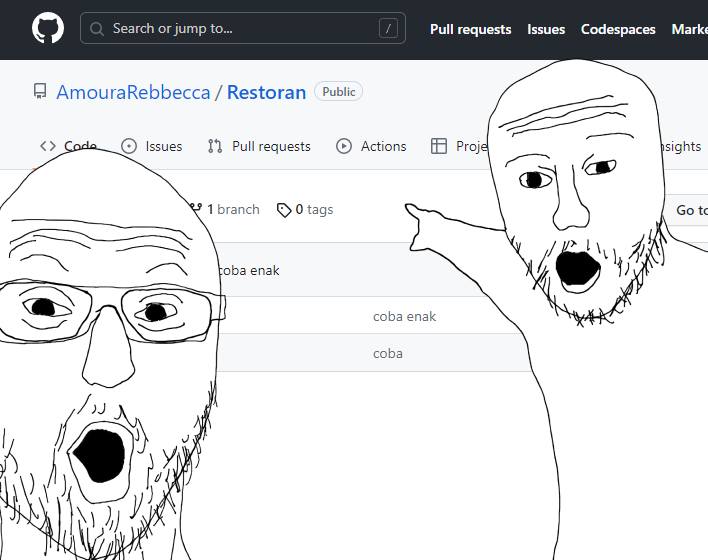 Search or jump to... /
Pull requests Issues Codespaces Marke
AmouraRebbecca / Restoran Public
Code Issues Pull requests Actions Proje nsights
1 branch 0 tags Go to
coba enak
coba enak
coba